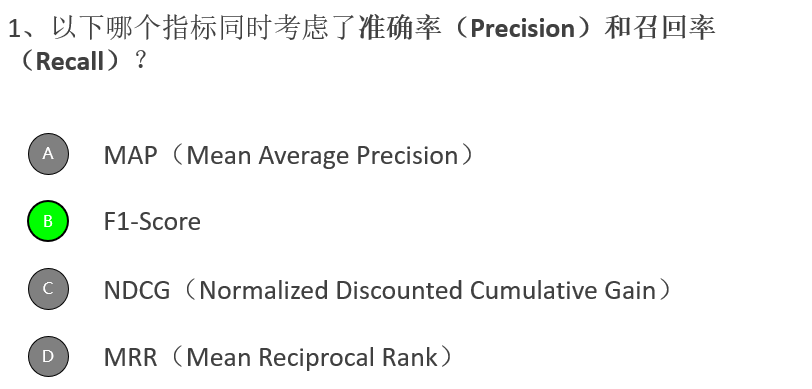 1、以下哪个指标同时考虑了准确率（Precision）和召回率
（Recall）？
A MAP（Mean Average Precision）
B F1-Score
C NDCG（Normalized Discounted Cumulative Gain）
D MRR（Mean Reciprocal Rank）